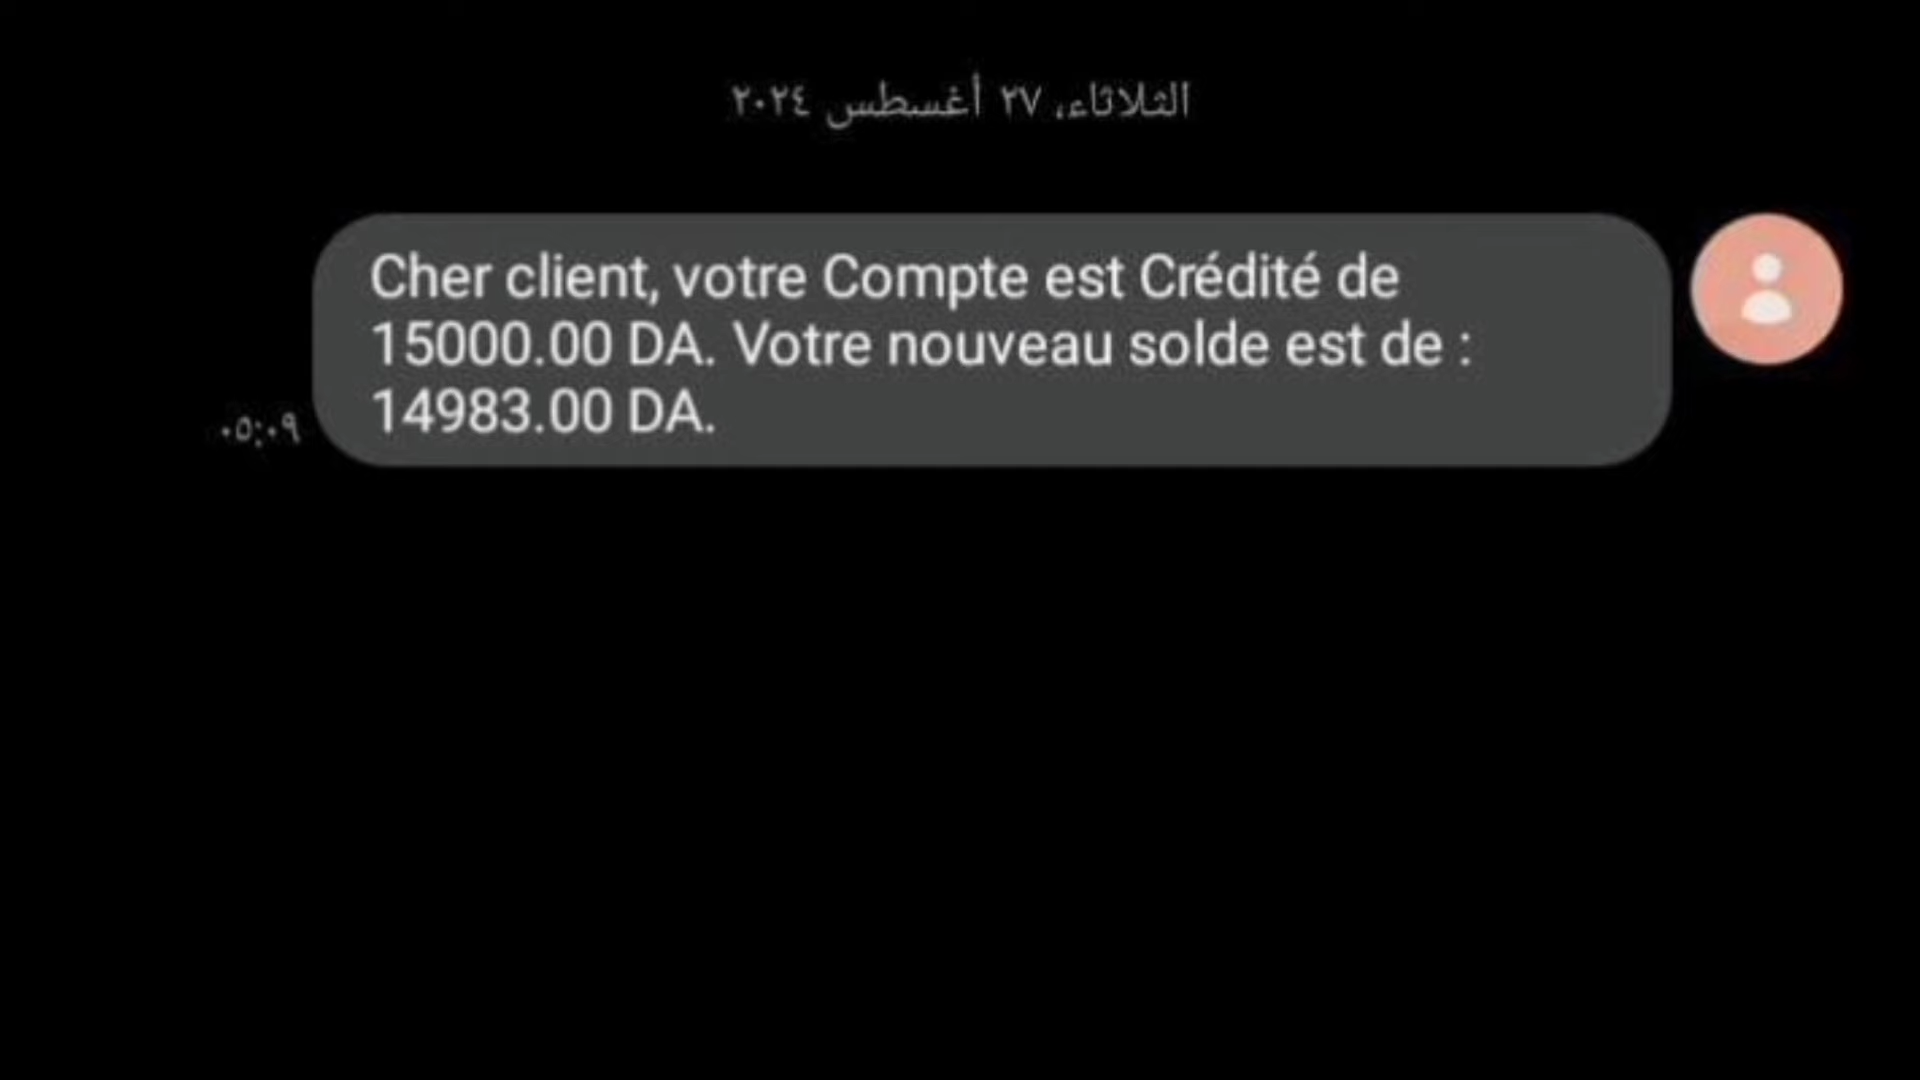 الثلاثاء، ٢٧ أغسطس ٢٠٢٤
Cher client, votre Compte est Crédité de
15000.00 DA. Votre nouveau solde est de :
14983.00 DA.
٠٥:٠٩